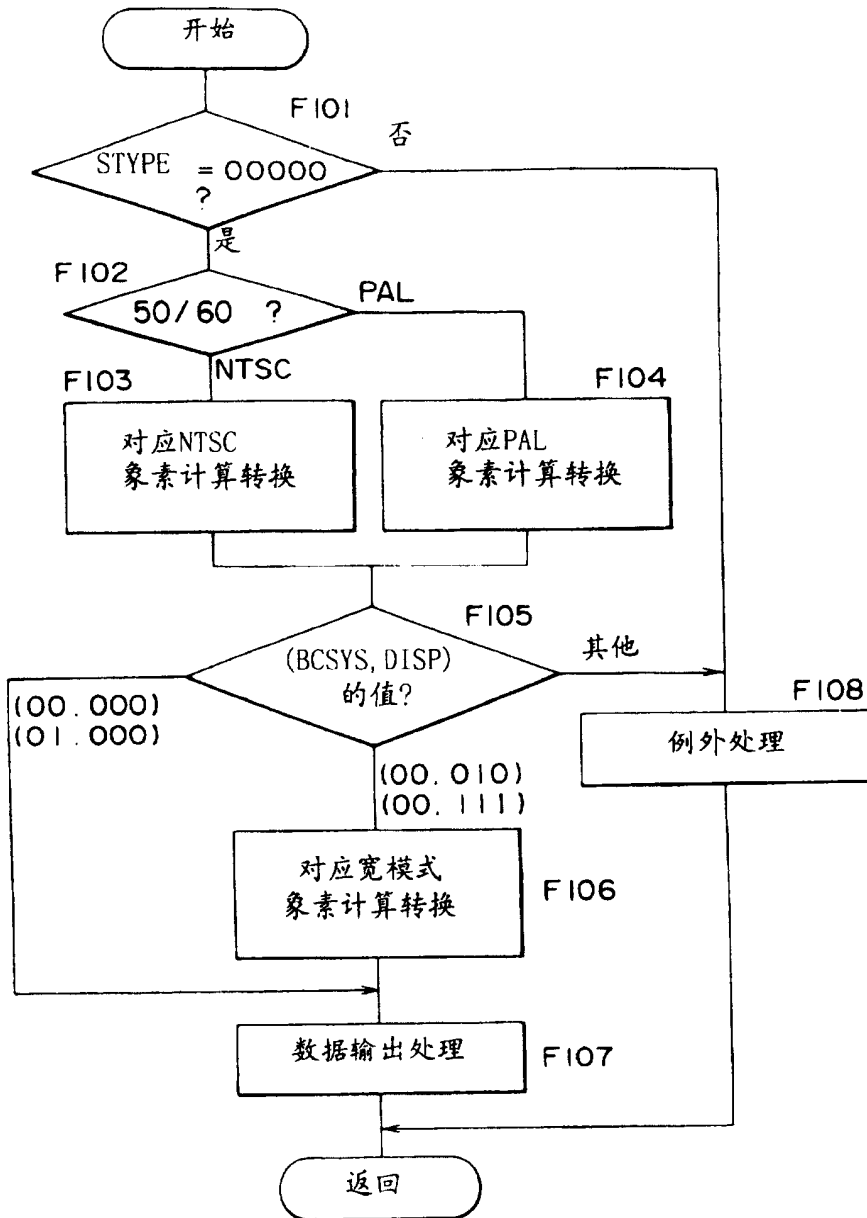 开始
F101
否
STYPE = 00000
?
是
F102
50/60 ?
PAL
NTSC
F103
F104
对应NTSC
象素计算转换
对应PAL
象素计算转换
F105
(BCSYS,DISP)
的值?
其他
(00.000)
(01.000)
F108
例外处理
(00.010)
(00.111)
对应宽模式
象素计算转换
F106
数据输出处理
F107
返回